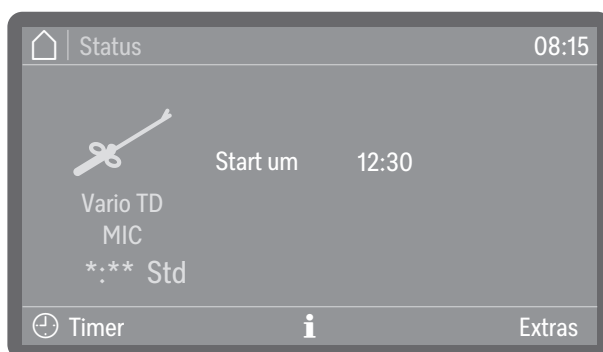 Status 08:15
Start um 12:30
Vario TD
MIC
*:** Std
Timer i Extras